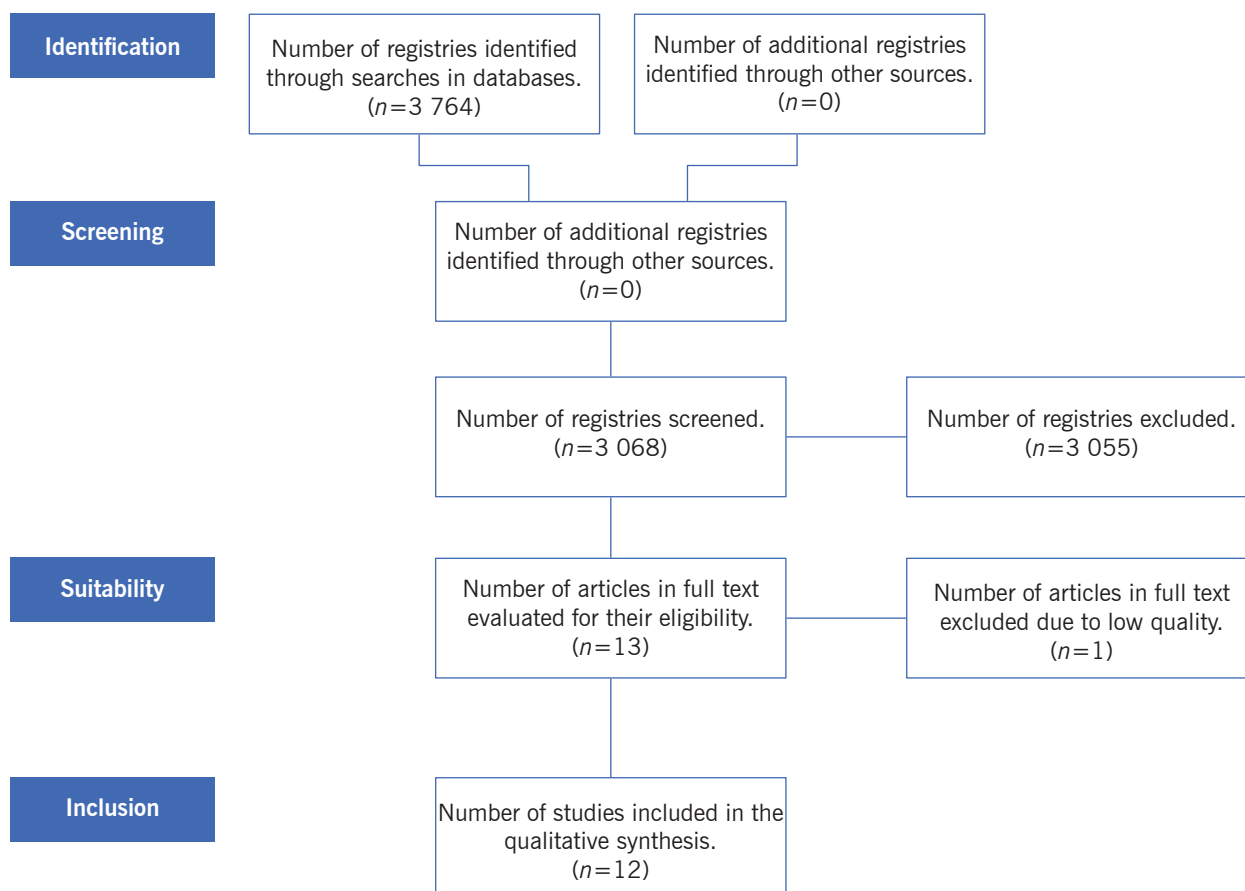 Identification
Number of registries identified
through searches in databases.
(n=3 764)
Number of additional registries
identified through other sources.
(n=0)
Screening
Number of additional registries
identified through other sources.
(n=0)
Number of registries screened.
(n=3 068)
Number of registries excluded.
(n=3 055)
Suitability
Number of articles in full text
evaluated for their eligibility.
(n=13)
Number of articles in full text
excluded due to low quality.
(n=1)
Inclusion
Number of studies included in the
qualitative synthesis.
(n=12)